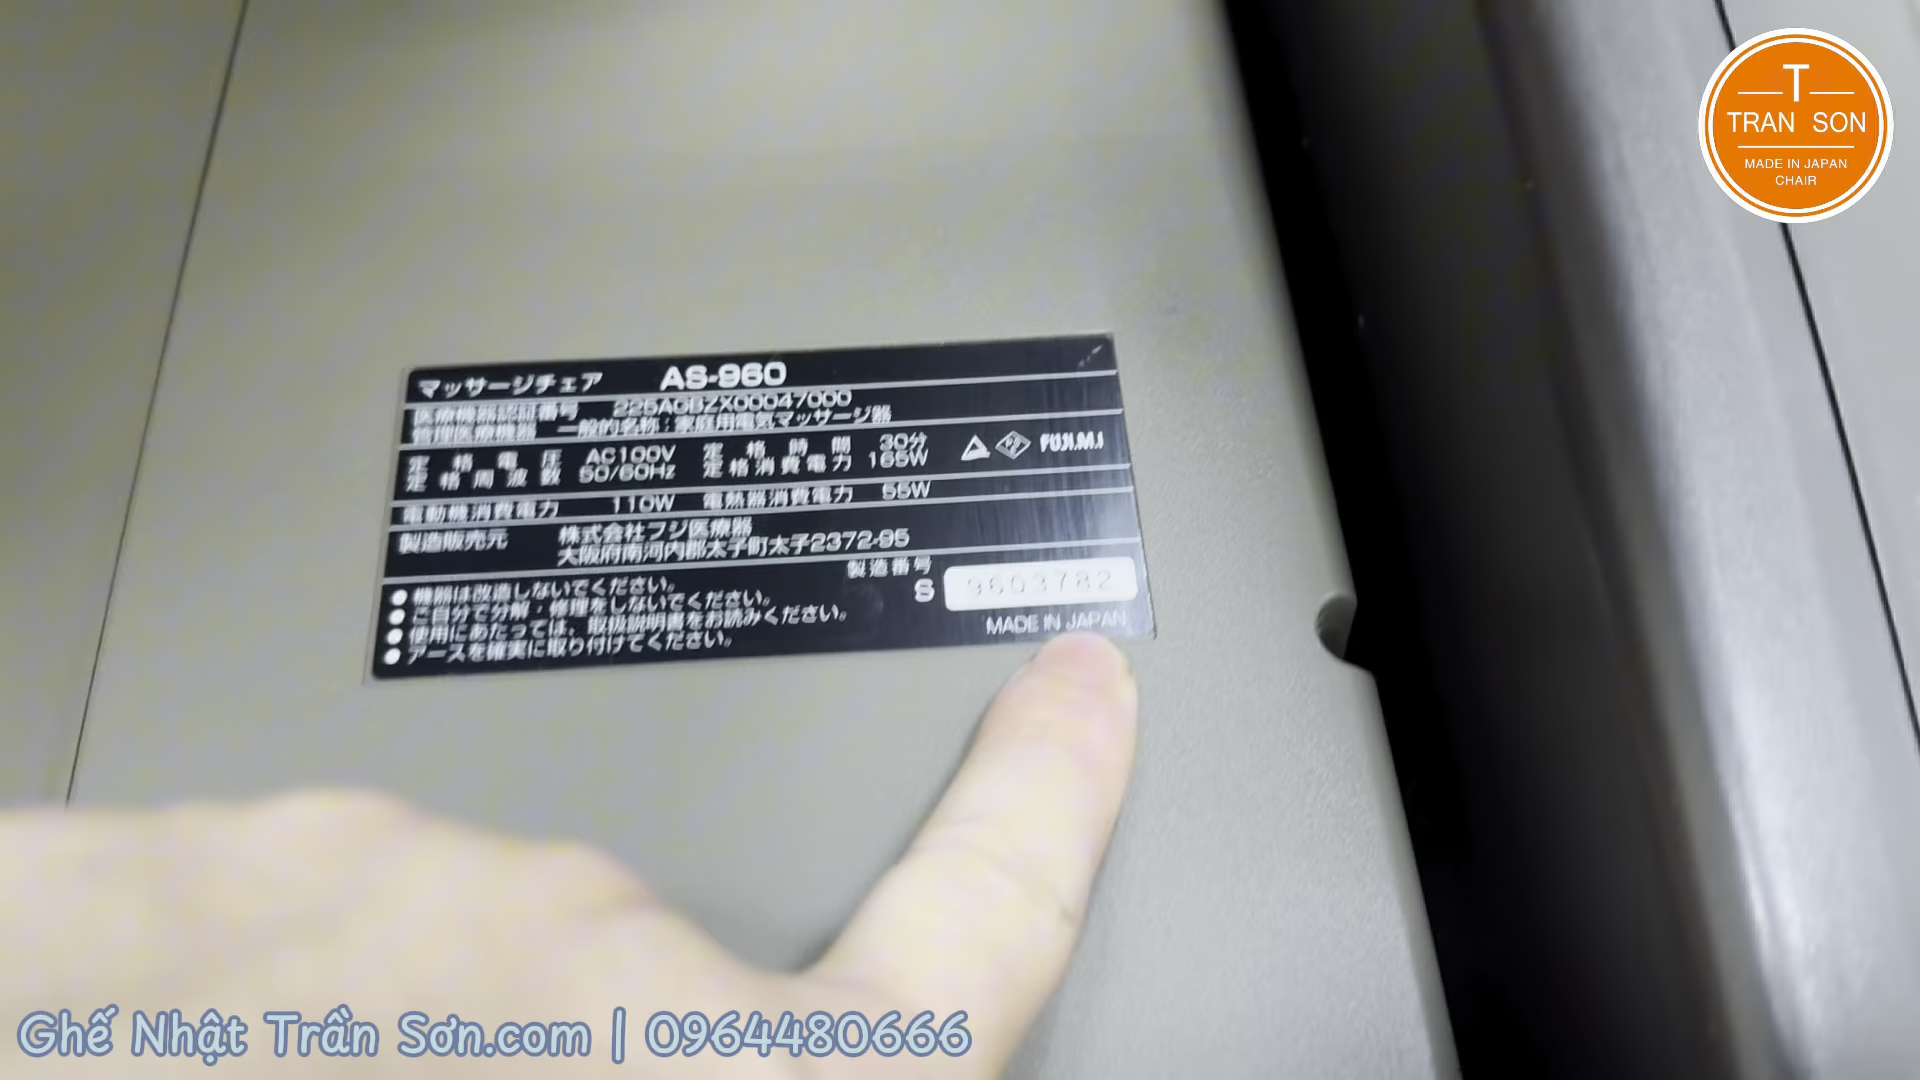 T
TRAN SON
MADE IN JAPAN
CHAIR
マッサージチェア AS-960
医療機器認証番号 225AGBZX00047000
管理医療機器 一般的名称：家庭用電気マッサージ器
定格電圧 AC100V 定格時間 30分
定格周波数 50/60Hz 定格消費電力 165W
FUJI.M.I
電動機消費電力 110W 電熱器消費電力 55W
製造販売元 株式会社フジ医療器
大阪府南河内郡太子町太子2372-95
製造番号
S 9603782
MADE IN JAPAN
●機器は改造しないでください。
●ご自分で分解・修理をしないでください。
●使用にあたっては、取扱説明書をお読みください。
●アースを確実に取り付けてください。
Ghế Nhật Trần Sơn.com | 0964480666